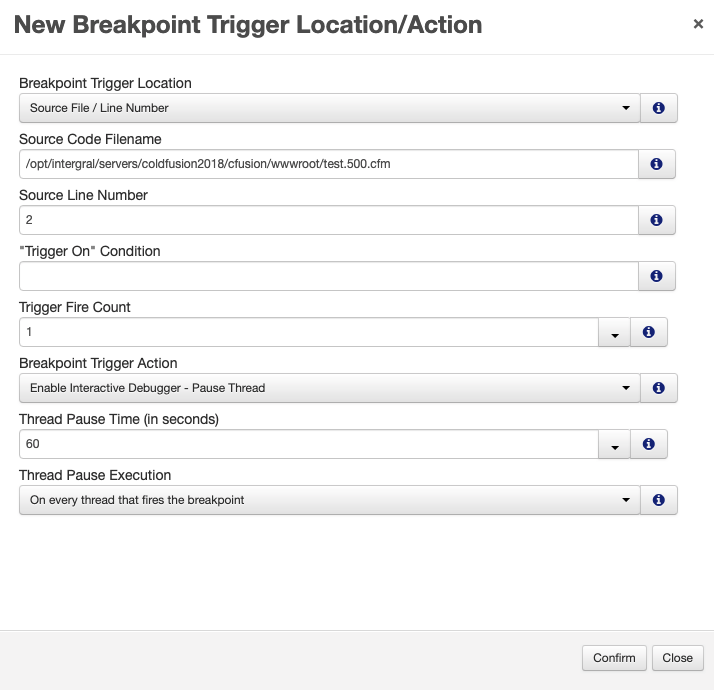 New Breakpoint Trigger Location/Action
×
Breakpoint Trigger Location
Source File / Line Number
Source Code Filename
/opt/intergral/servers/coldfusion2018/cfusion/wwwroot/test.500.cfm
Source Line Number
2
"Trigger On" Condition
Trigger Fire Count
1
Breakpoint Trigger Action
Enable Interactive Debugger - Pause Thread
Thread Pause Time (in seconds)
60
Thread Pause Execution
On every thread that fires the breakpoint
Confirm Close